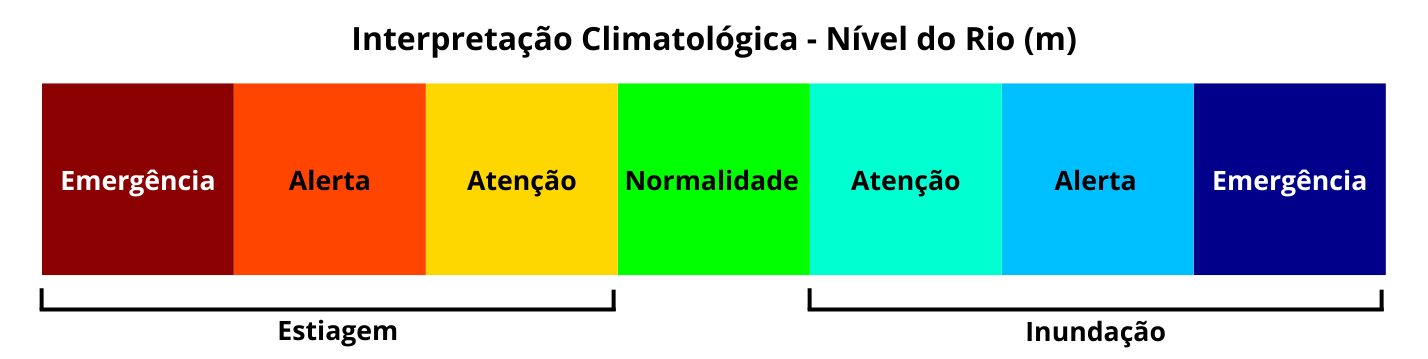 Interpretação Climatológica - Nível do Rio (m)
Emergência Alerta Atenção Normalidade Atenção Alerta Emergência
Estiagem Inundação